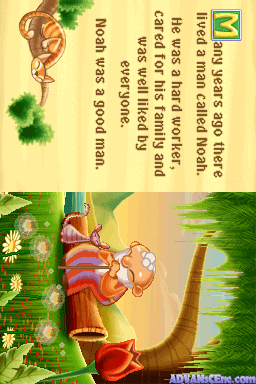 Many years ago there
lived a man called Noah.
He was a hard worker,
cared for his family and
was well liked by
everyone.
Noah was a good man.
ADVANsCEne.com